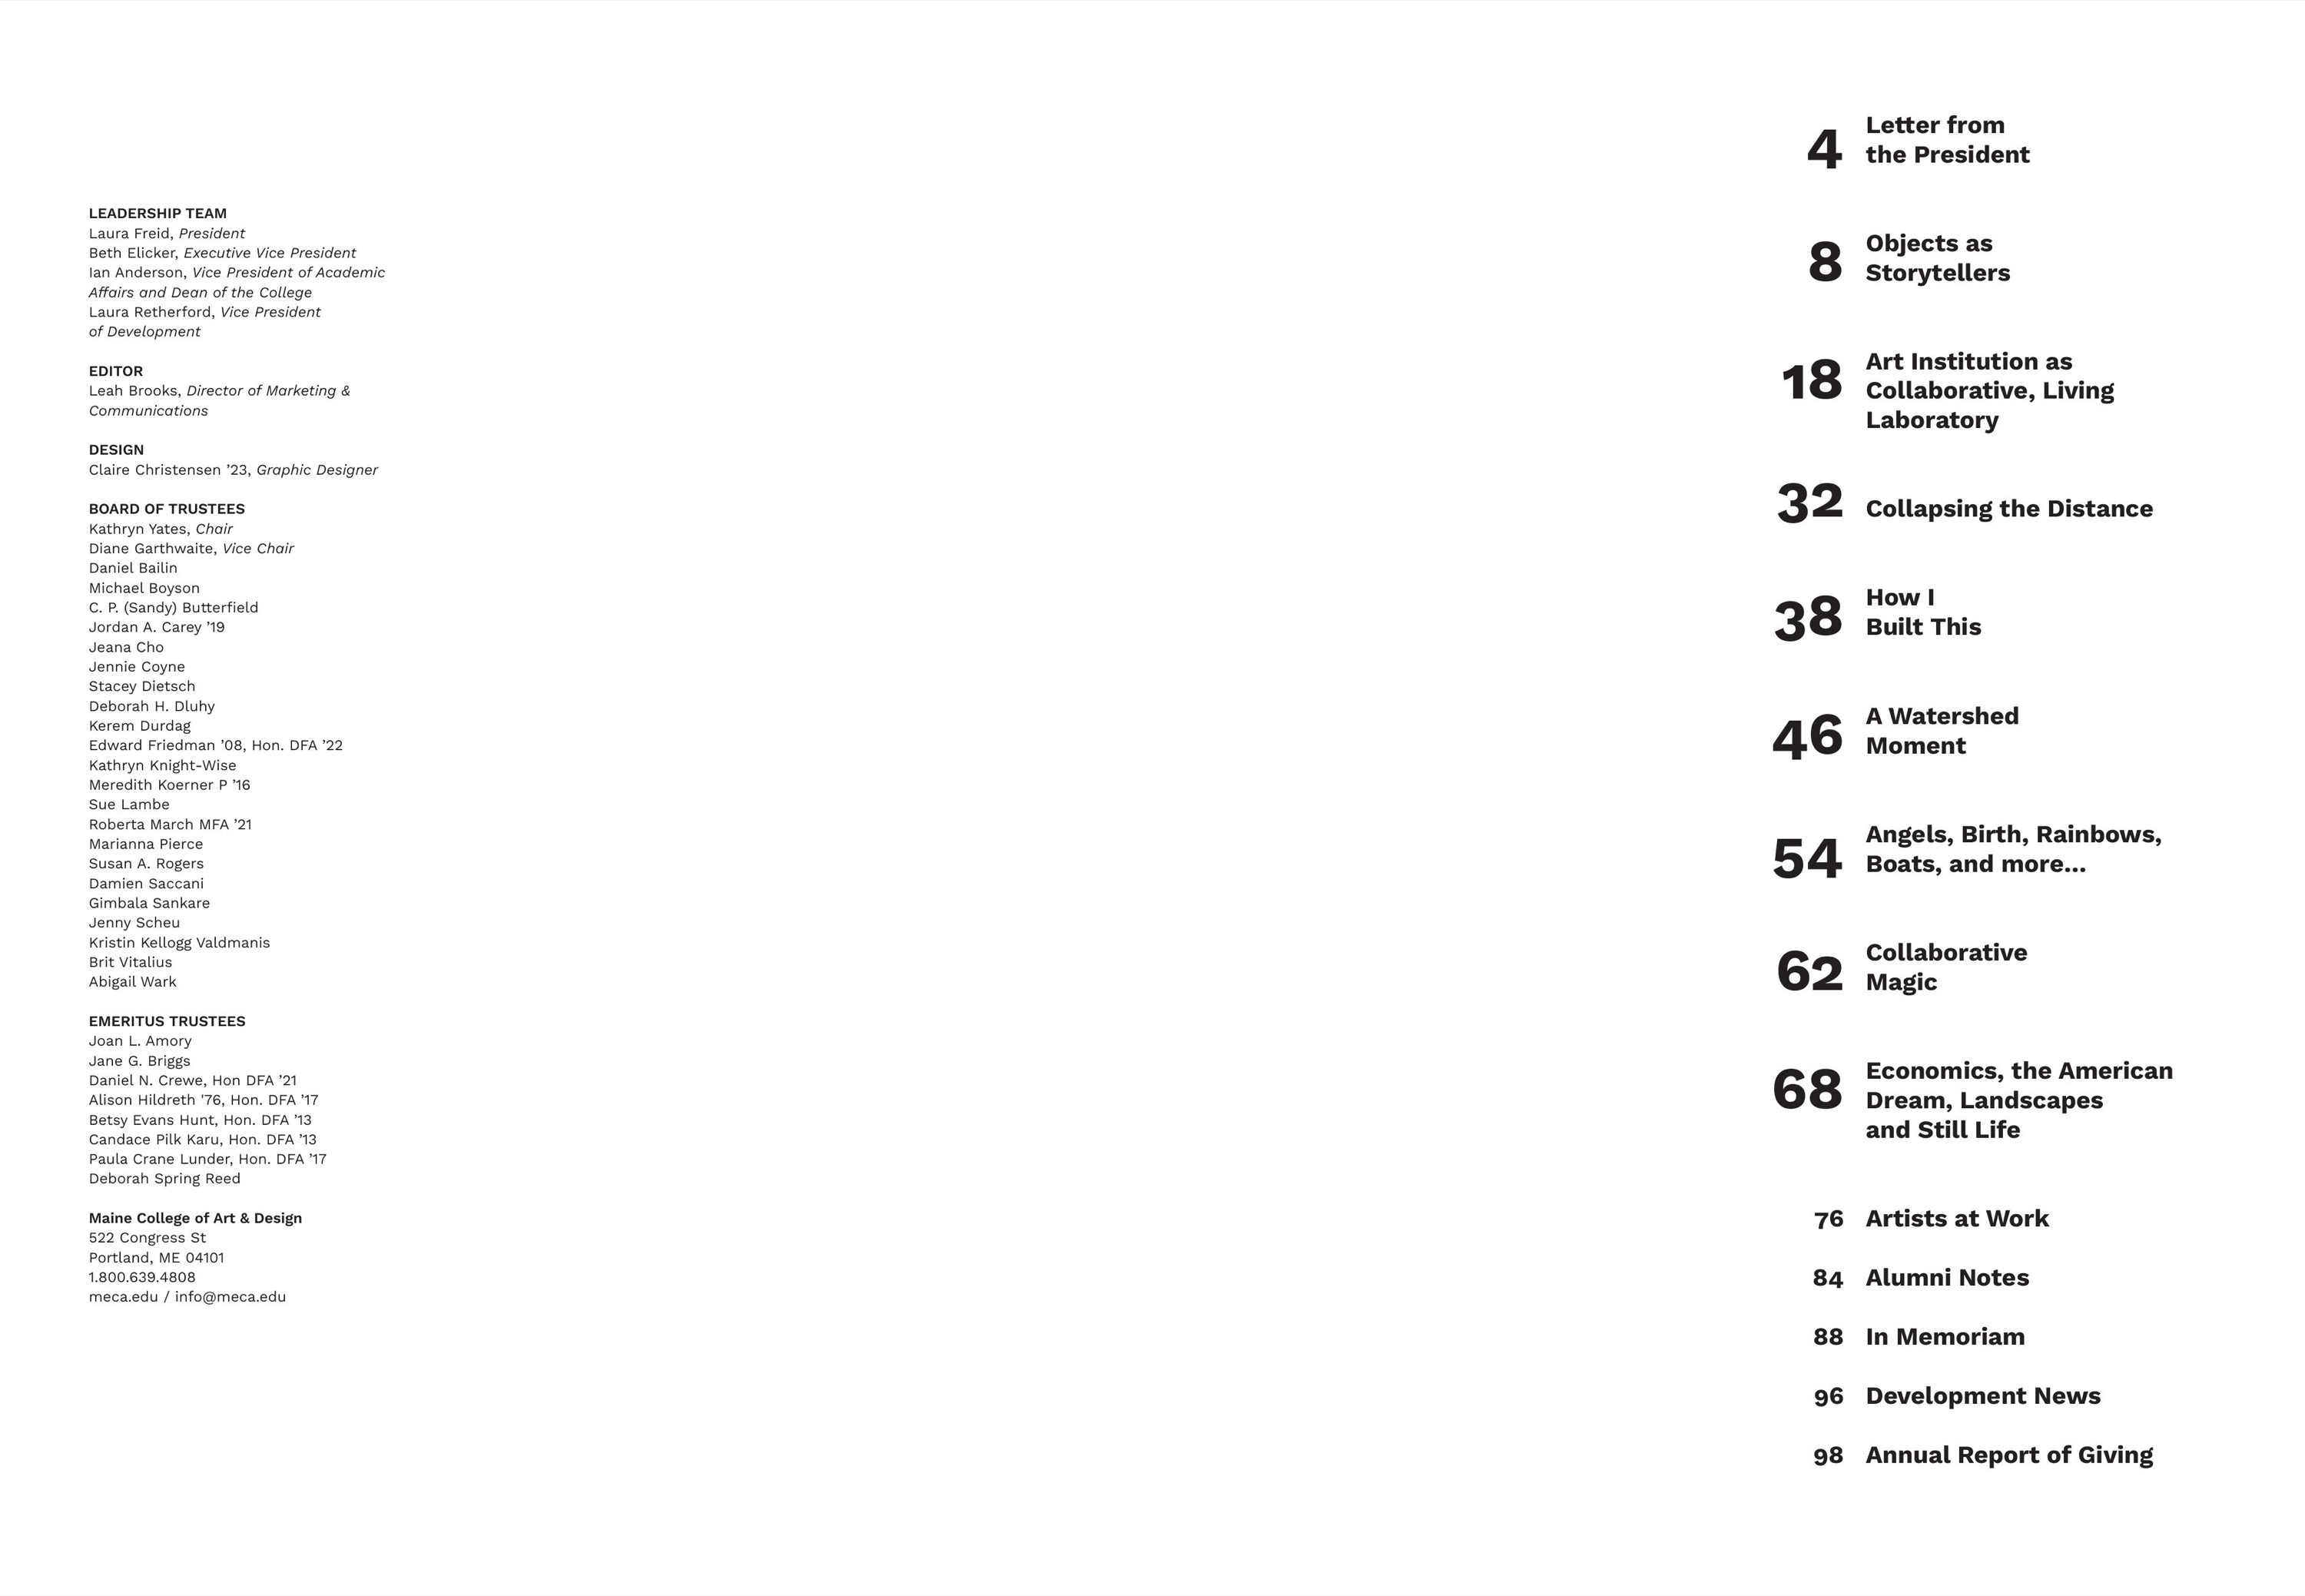 LEADERSHIP TEAM
Laura Freid, President
Beth Elicker, Executive Vice President
Ian Anderson, Vice President of Academic
Affairs and Dean of the College
Laura Retherford, Vice President
of Development
EDITOR
Leah Brooks, Director of Marketing &
Communications
DESIGN
Claire Christensen ’23, Graphic Designer
BOARD OF TRUSTEES
Kathryn Yates, Chair
Diane Garthwaite, Vice Chair
Daniel Bailin
Michael Boyson
C. P. (Sandy) Butterfield
Jordan A. Carey ’19
Jeana Cho
Jennie Coyne
Stacey Dietsch
Deborah H. Dluhy
Kerem Durdag
Edward Friedman ’08, Hon. DFA ’22
Kathryn Knight-Wise
Meredith Koerner P ’16
Sue Lambe
Roberta March MFA ’21
Marianna Pierce
Susan A. Rogers
Damien Saccani
Gimbala Sankare
Jenny Scheu
Kristin Kellogg Valdmanis
Brit Vitalius
Abigail Wark
EMERITUS TRUSTEES
Joan L. Amory
Jane G. Briggs
Daniel N. Crewe, Hon DFA ’21
Alison Hildreth '76, Hon. DFA ’17
Betsy Evans Hunt, Hon. DFA ’13
Candace Pilk Karu, Hon. DFA ’13
Paula Crane Lunder, Hon. DFA ’17
Deborah Spring Reed
Maine College of Art & Design
522 Congress St
Portland, ME 04101
1.800.639.4808
meca.edu / info@meca.edu
4 Letter from
the President
8 Objects as
Storytellers
18 Art Institution as
Collaborative, Living
Laboratory
32 Collapsing the Distance
38 How I
Built This
46 A Watershed
Moment
54 Angels, Birth, Rainbows,
Boats, and more...
62 Collaborative
Magic
68 Economics, the American
Dream, Landscapes
and Still Life
76 Artists at Work
84 Alumni Notes
88 In Memoriam
96 Development News
98 Annual Report of Giving